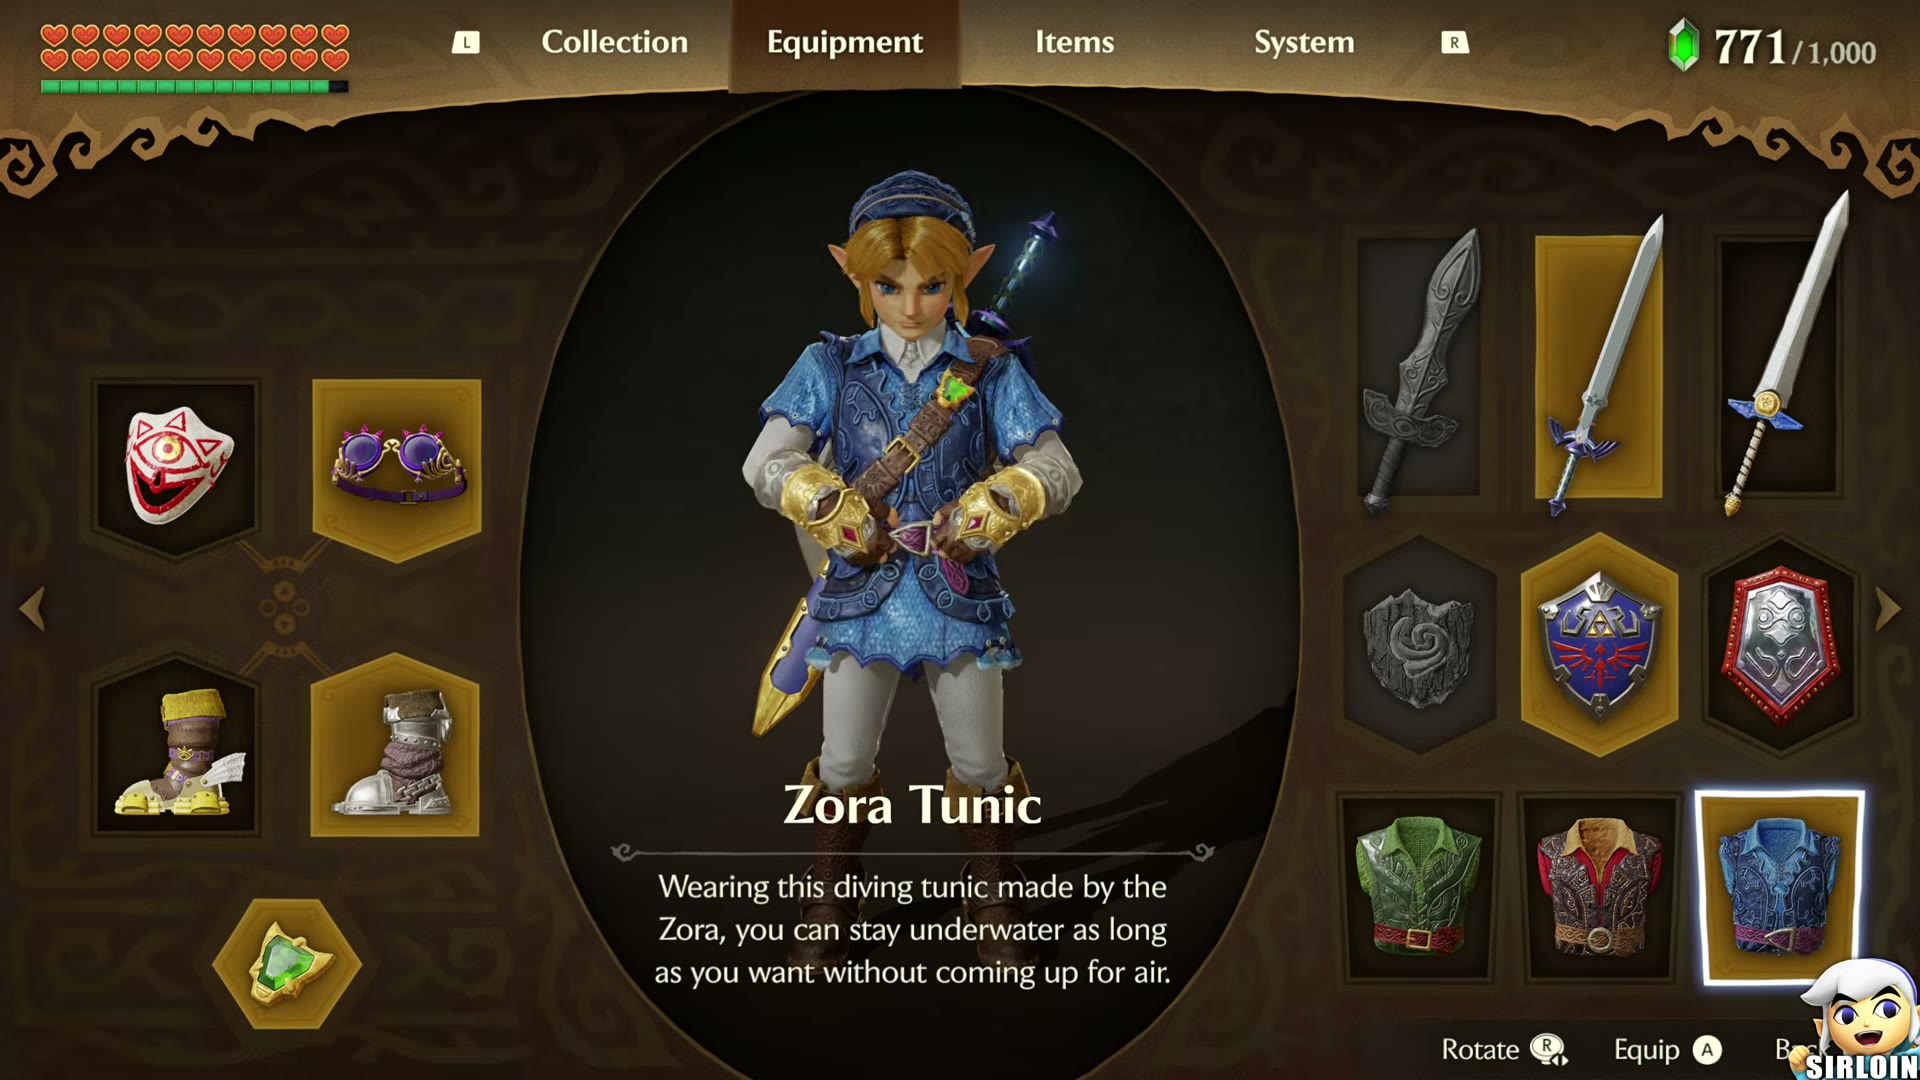 L
Collection
Equipment
Items
System
R
771/1,000
Zora Tunic
Wearing this diving tunic made by the
Zora, you can stay underwater as long
as you want without coming up for air.
Rotate R
Equip A
SIRLOIN